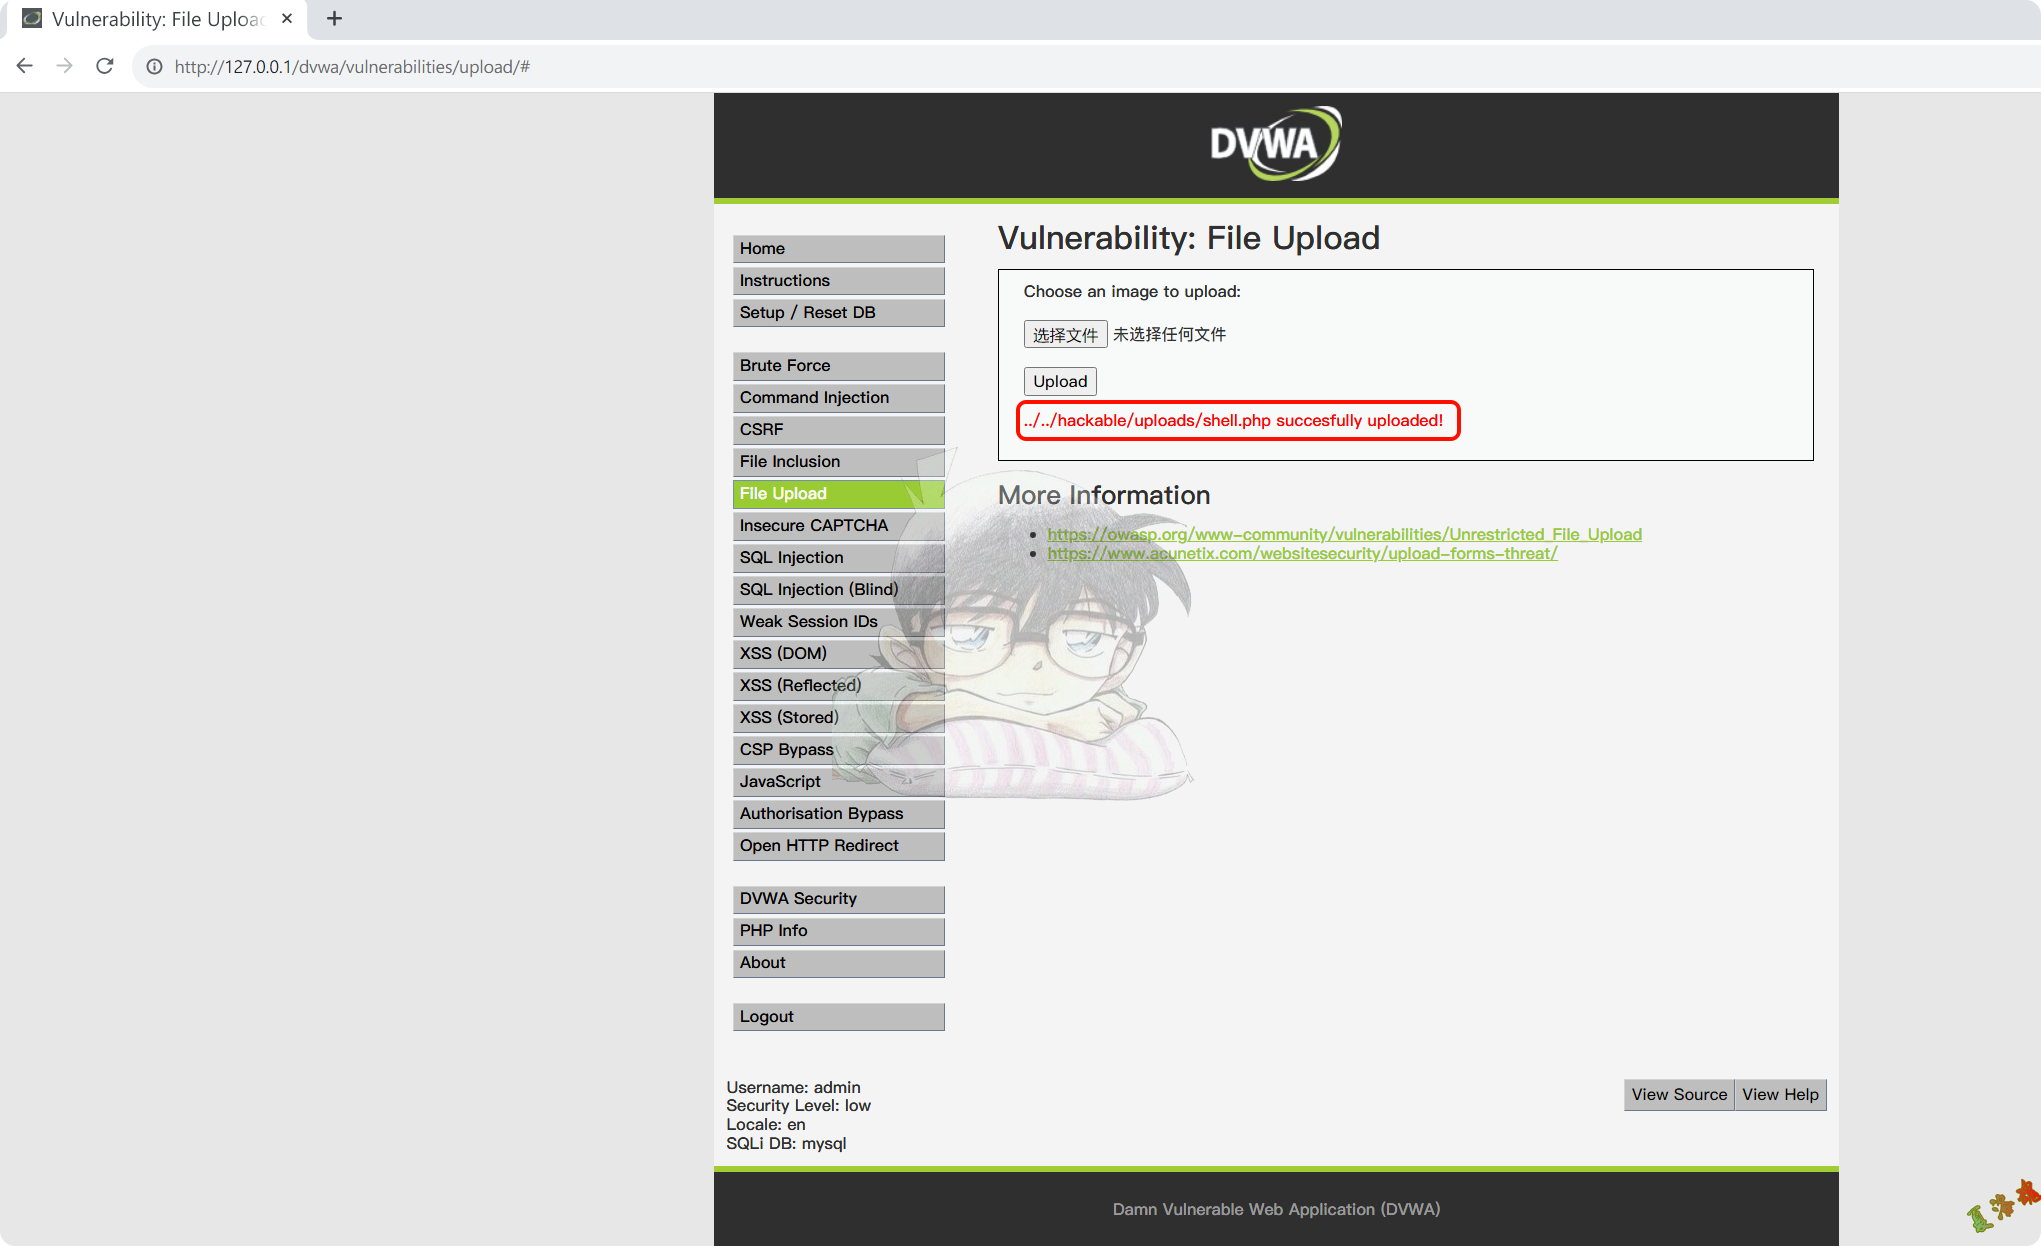 Vulnerability: File Uploa
http://127.0.0.1/dvwa/vulnerabilities/upload/#
DVWA
Home
Instructions
Setup / Reset DB
Brute Force
Command Injection
CSRF
File Inclusion
File Upload
Insecure CAPTCHA
SQL Injection
SQL Injection (Blind)
Weak Session IDs
XSS (DOM)
XSS (Reflected)
XSS (Stored)
CSP Bypass
JavaScript
Authorisation Bypass
Open HTTP Redirect
DVWA Security
PHP Info
About
Logout
Vulnerability: File Upload
Choose an image to upload:
选择文件 未选择任何文件
Upload
../../hackable/uploads/shell.php succesfully uploaded!
More Information
https://owasp.org/www-community/vulnerabilities/Unrestricted_File_Upload
https://www.acunetix.com/websitesecurity/upload-forms-threat/
Username: admin
Security Level: low
Locale: en
SQLi DB: mysql
View Source View Help
Damn Vulnerable Web Application (DVWA)